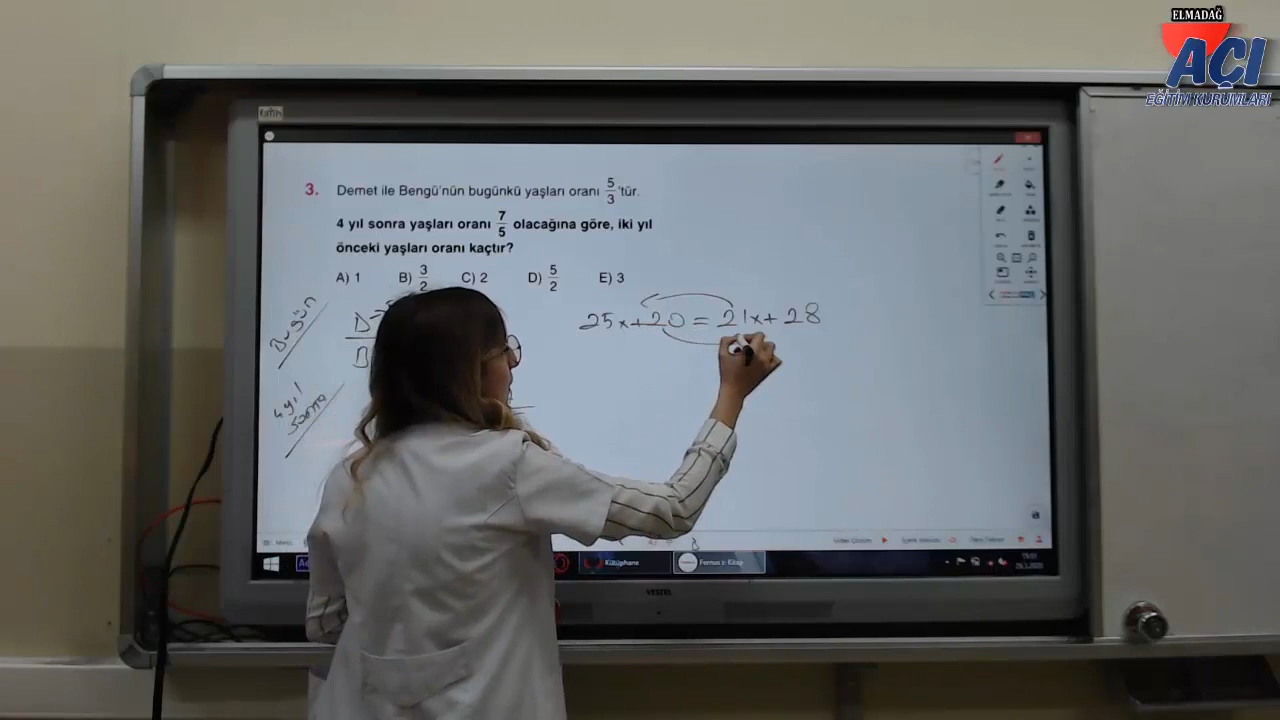 ELMADAĞ
AÇI
EĞİTİM KURUMLARI
3. Demet ile Bengü'nün bugünkü yaşları oranı 5/3 'tür.
4 yıl sonra yaşları oranı 7/5 olacağına göre, iki yıl
önceki yaşları oranı kaçtır?
A) 1 B) 3/2 C) 2 D) 5/2 E) 3
Bugün
D
25x+20=21x+28
4 yıl
sonra
Kütüphane
Fernus z-Kitap
VESTEL